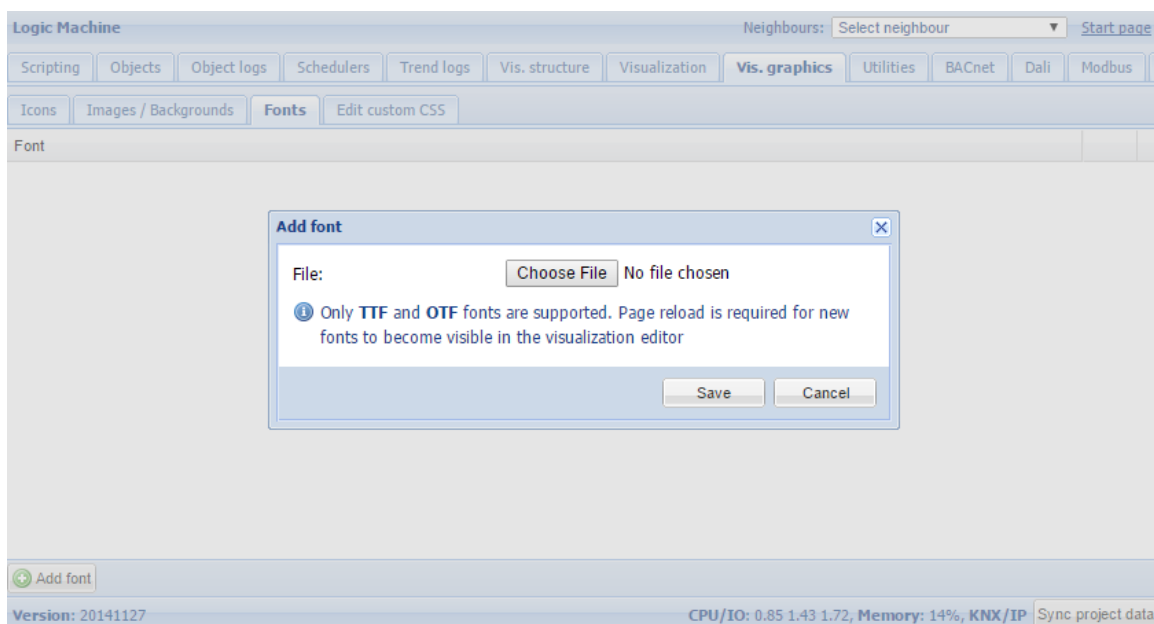 Logic Machine Neighbours: Select neighbour Start page
Scripting Objects Object logs Schedulers Trend logs Vis. structure Visualization Vis. graphics Utilities BACnet Dali Modbus
Icons Images / Backgrounds Fonts Edit custom CSS
Font
Add font
File: Choose File No file chosen
Only TTF and OTF fonts are supported. Page reload is required for new
fonts to become visible in the visualization editor
Save Cancel
Add font
Version: 20141127 CPU/IO: 0.85 1.43 1.72, Memory: 14%, KNX/IP Sync project data